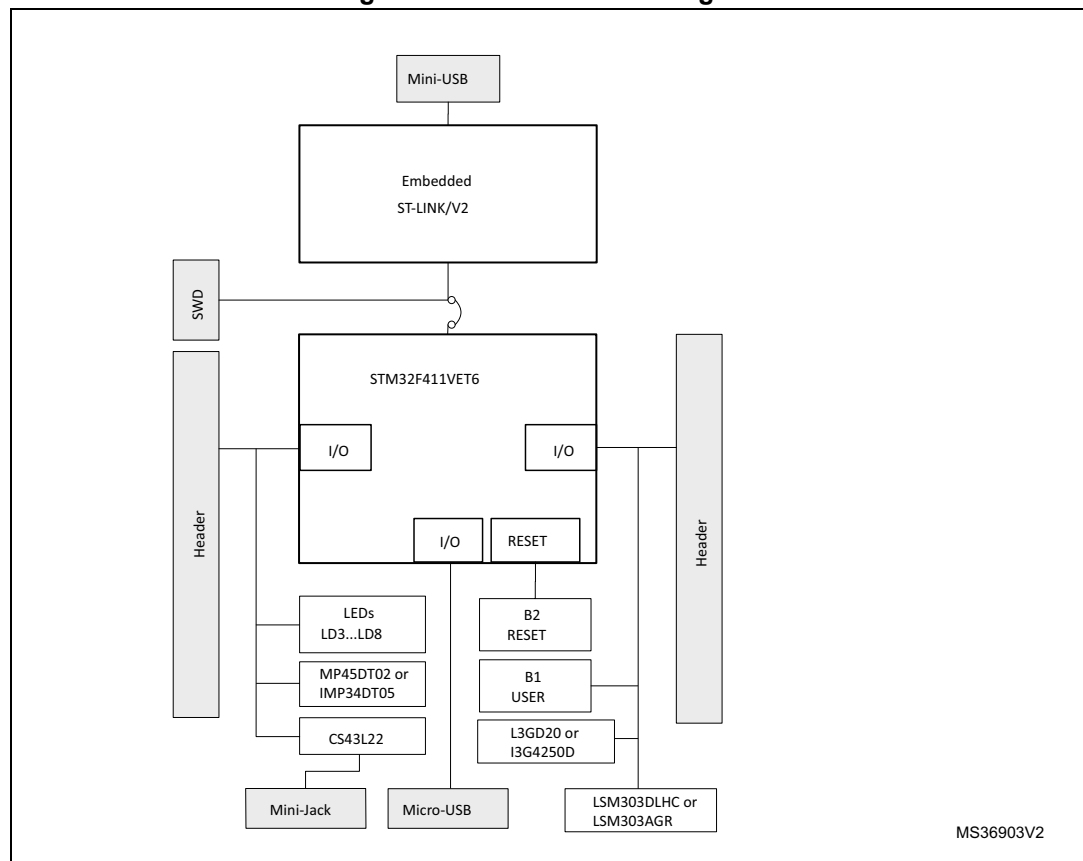 Mini-USB
Embedded
ST-LINK/V2
SWD
STM32F411VET6
I/O
I/O
Header
Header
I/O
RESET
LEDs
LD3...LD8
B2
RESET
MP45DT02 or
IMP34DT05
B1
USER
CS43L22
L3GD20 or
I3G4250D
Mini-Jack
Micro-USB
LSM303DLHC or
LSM303AGR
MS36903V2